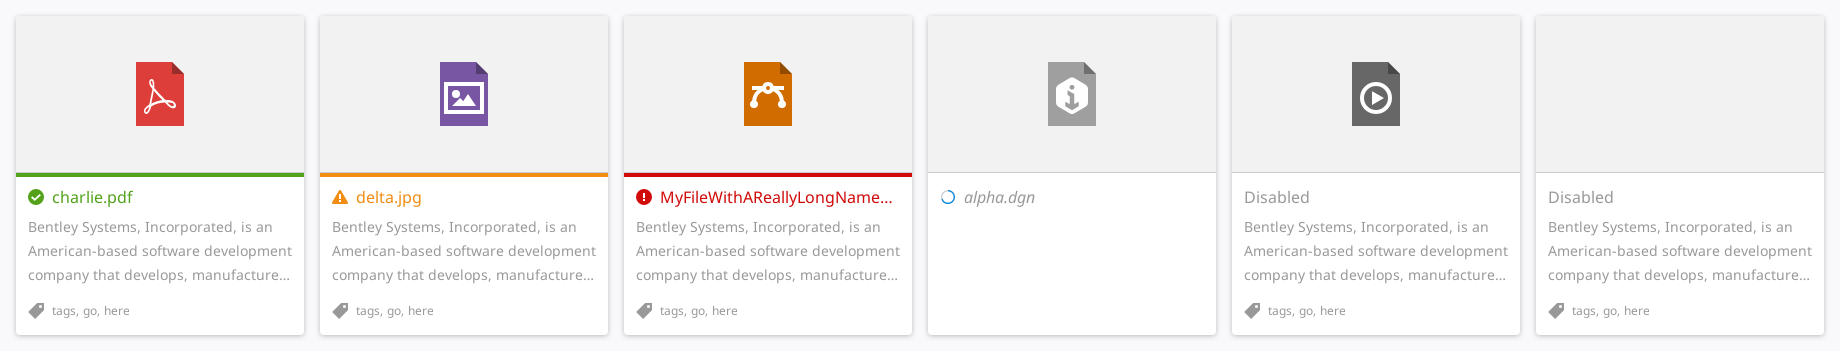 charlie.pdf
Bentley Systems, Incorporated, is an
American-based software development
company that develops, manufacture...
tags, go, here
delta.jpg
Bentley Systems, Incorporated, is an
American-based software development
company that develops, manufacture...
tags, go, here
MyFileWithAReallyLongName...
Bentley Systems, Incorporated, is an
American-based software development
company that develops, manufacture...
tags, go, here
alpha.dgn
Disabled
Bentley Systems, Incorporated, is an
American-based software development
company that develops, manufacture...
tags, go, here
Disabled
Bentley Systems, Incorporated, is an
American-based software development
company that develops, manufacture...
tags, go, here